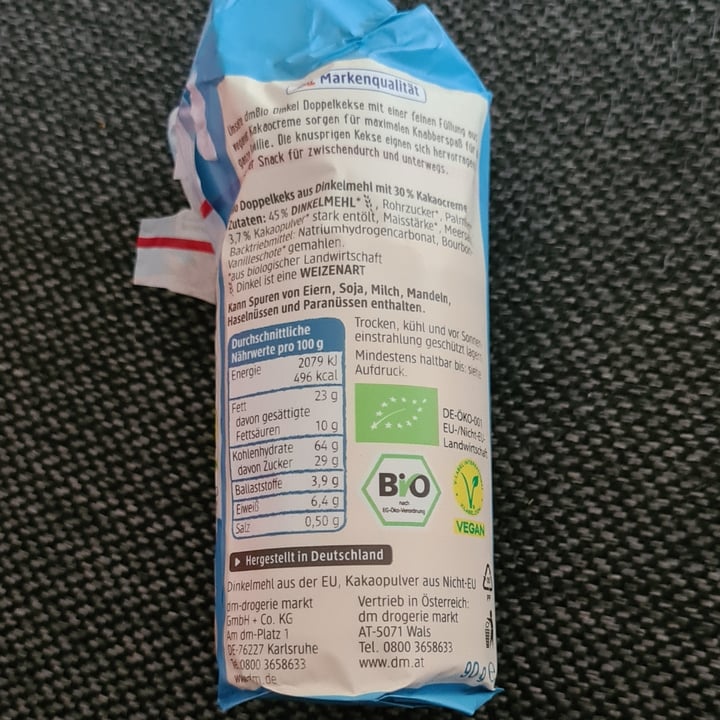 Markenqualität
Unsere dmBio Dinkel Doppelkekse mit einer feinen Füllung aus
veganer Kakaocreme sorgen für maximalen Knabberspaß für
ganze Familie. Die knusprigen Kekse eignen sich hervorragend
Snack für zwischendurch und unterwegs.
Doppelkeks aus Dinkelmehl mit 30 % Kakaocreme
Zutaten: 45 % DINKELMEHL*, Rohrzucker*,
3,7 % Kakaopulver* stark entölt, Maisstärke*,
Backtriebmittel: Natriumhydrogencarbonat, Bourbon-
Vanilleschote* gemahlen.
*aus biologischer Landwirtschaft
Dinkel ist eine WEIZENART
Kann Spuren von Eiern, Soja, Milch, Mandeln,
Haselnüssen und Paranüssen enthalten.
Durchschnittliche
Nährwerte pro 100 g
Energie 2079 kJ
496 kcal
Fett 23 g
davon gesättigte
Fettsäuren 10 g
Kohlenhydrate 64 g
davon Zucker 29 g
Ballaststoffe 3,9 g
Eiweiß 6,4 g
Salz 0,50 g
Trocken, kühl und vor Sonnen-
einstrahlung geschützt lagern.
Mindestens haltbar bis: siehe
Aufdruck.
DE-ÖKO-001
EU-/Nicht-EU-
Landwirtschaft
Bio
nach
EG-Öko-Verordnung
V
VEGAN
Hergestellt in Deutschland
Dinkelmehl aus der EU, Kakaopulver aus Nicht-EU
dm-drogerie markt
GmbH + Co. KG
Am dm-Platz 1
DE-76227 Karlsruhe
Tel. 0800 3658633
www.dm.de
Vertrieb in Österreich:
dm drogerie markt
AT-5071 Wals
Tel. 0800 3658633
www.dm.at
PP
90 g e